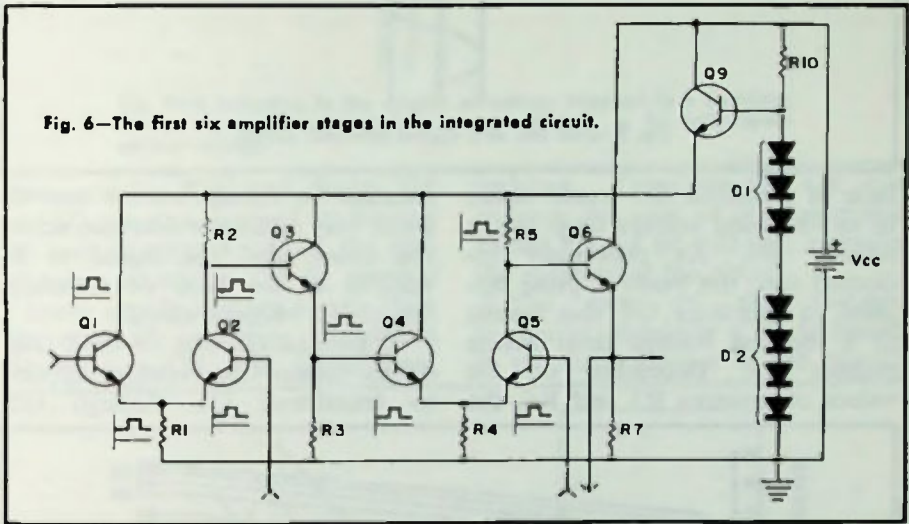 Fig. 6—The first six amplifier stages in the integrated circuit.
Q9
R10
D1
R2
Q3
R5
Q6
+
Vcc
-
Q1
Q2
Q4
Q5
D2
R1
R3
R4
R7